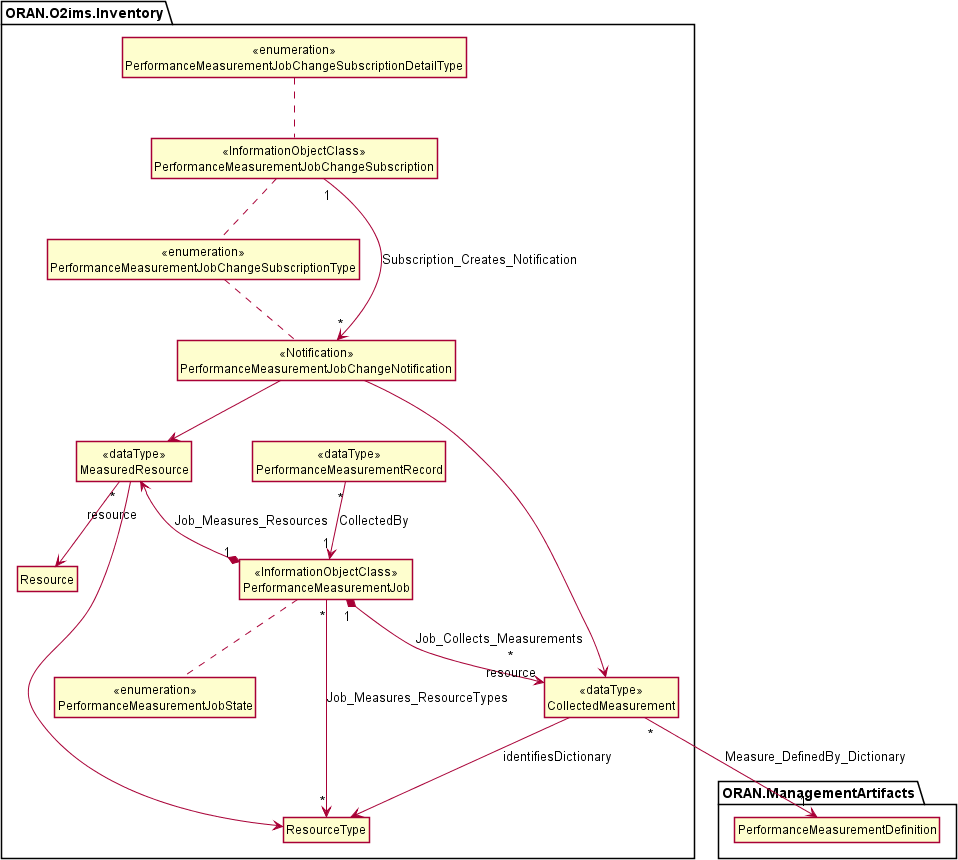 ORAN.O2ims.Inventory
«enumeration»
PerformanceMeasurementJobChangeSubscriptionDetailType
«InformationObjectClass»
PerformanceMeasurementJobChangeSubscription
1
«enumeration»
PerformanceMeasurementJobChangeSubscriptionType
Subscription_Creates_Notification
*
«Notification»
PerformanceMeasurementJobChangeNotification
«dataType»
MeasuredResource
«dataType»
PerformanceMeasurementRecord
*
resource
*
Job_Measures_Resources
CollectedBy
1
1
Resource
«InformationObjectClass»
PerformanceMeasurementJob
*
1
Job_Collects_Measurements
*
resource
«enumeration»
PerformanceMeasurementJobState
Job_Measures_ResourceTypes
«dataType»
CollectedMeasurement
*
identifiesDictionary
Measure_DefinedBy_Dictionary
ORAN.ManagementArtifacts
*
1
ResourceType
PerformanceMeasurementDefinition